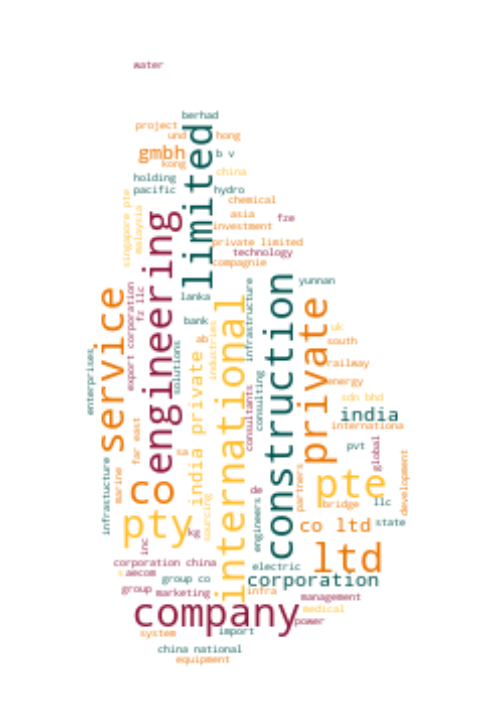 water
berhad
project
und
hong
limited
gmbh
b v
kong
china
holding
pacific
hydro
singapore pte
malaysia
chemical
asia
fze
investment
engineering
private limited
technology
compagnie
yunnan
construction
infrastructure
service
export corporation
fz llc
lanka
international
private
bank
uk
ab
south
industries
enterprises
solutions
india private
railway
energy
consulting
consultants
sdn bhd
india
internationa
far east
pvt
global
sa
co
marine
infrastucture
sourcing
de
partners
pte
llc
development
bridge
pty
engineers
co ltd
state
kg
inc
ltd
corporation china
electric
aecom
group co
corporation
group
marketing
infra
management
company
medical
power
system
import
china national
equipment